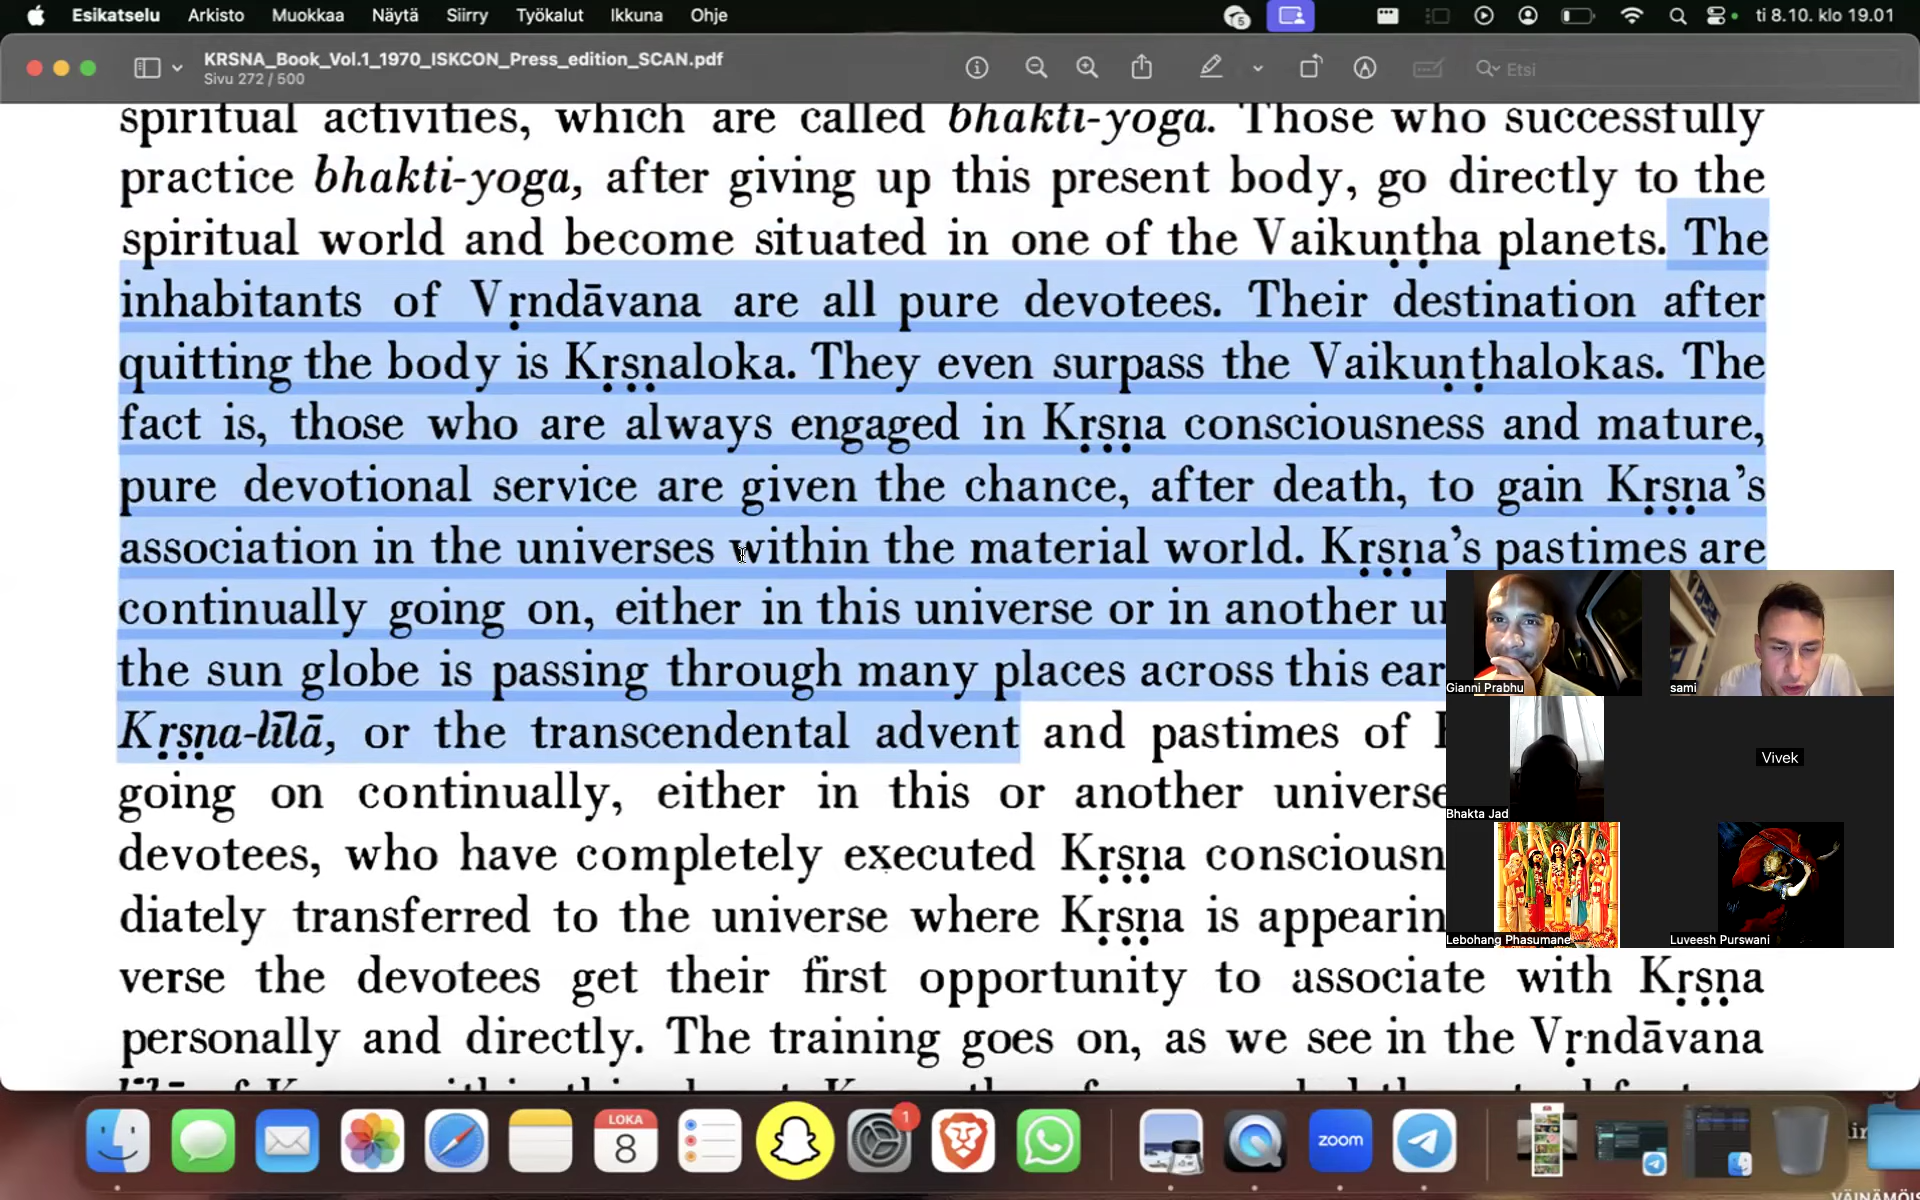 Esikatselu Arkisto Muokkaa Näytä Siirry Työkalut Ikkuna Ohje 5 ti 8.10. klo 19.01
KRSNA_Book_Vol.1_1970_ISKCON_Press_edition_SCAN.pdf
Sivu 272 / 500
Etsi
spiritual activities, which are called bhakti-yoga. Those who successfully
practice bhakti-yoga, after giving up this present body, go directly to the
spiritual world and become situated in one of the Vaikuṇṭha planets. The
inhabitants of Vṛndāvana are all pure devotees. Their destination after
quitting the body is Kṛṣṇaloka. They even surpass the Vaikuṇṭhalokas. The
fact is, those who are always engaged in Kṛṣṇa consciousness and mature,
pure devotional service are given the chance, after death, to gain Kṛṣṇa's
association in the universes within the material world. Kṛṣṇa's pastimes are
continually going on, either in this universe or in another
the sun globe is passing through many places across this
Kṛṣṇa-līlā, or the transcendental advent and pastimes of
going on continually, either in this or another
devotees, who have completely executed Kṛṣṇa
diately transferred to the universe where Kṛṣṇa is
verse the devotees get their first opportunity to associate with Kṛṣṇa
personally and directly. The training goes on, as we see in the Vṛndāvana
Gianni Prabhu
sami
Bhakta Jad
Vivek
Lebohang Phasumane
Luveesh Purswani
LOKA
8
1
zoom